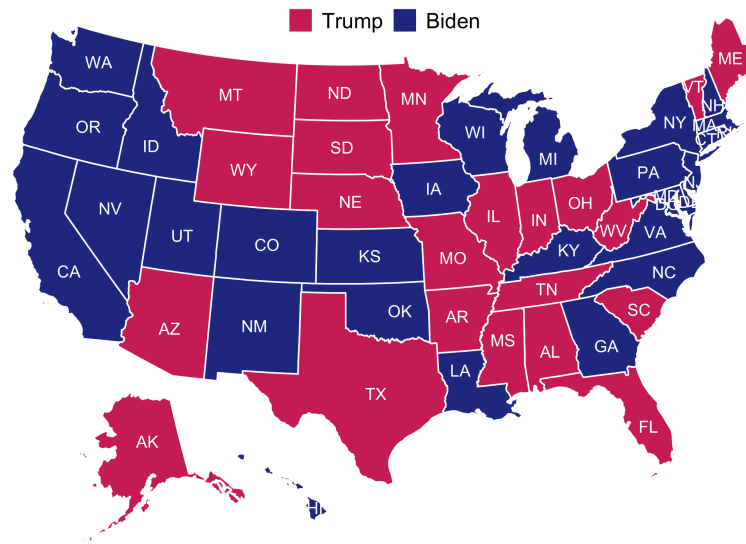 Trump Biden
WA
ME
MT
ND
VT
MN
NH
OR
MA
NY
ID
WI
SD
CT
MI
WY
PA
IA
NE
NV
IL
IN
OH
UT
CO
WV
VA
KS
MO
KY
CA
NC
TN
OK
AZ
NM
AR
SC
MS
AL
GA
LA
TX
FL
AK
HI